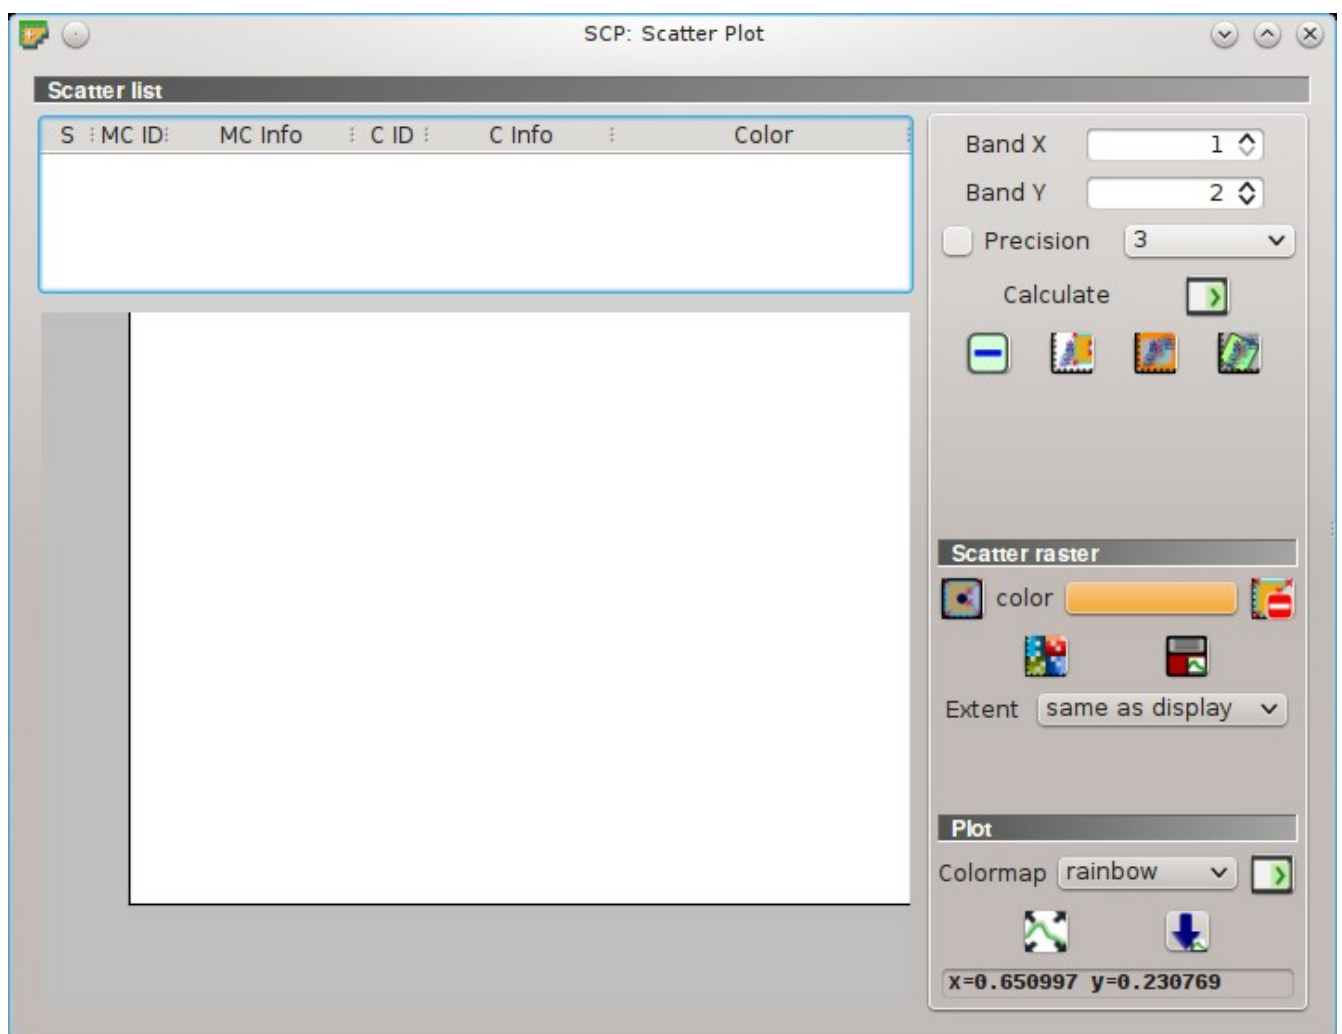 SCP: Scatter Plot
Scatter list
S MC ID MC Info C ID C Info Color
Band X 1
Band Y 2
Precision 3
Calculate
Scatter raster
color
Extent same as display
Plot
Colormap rainbow
x=0.650997 y=0.230769